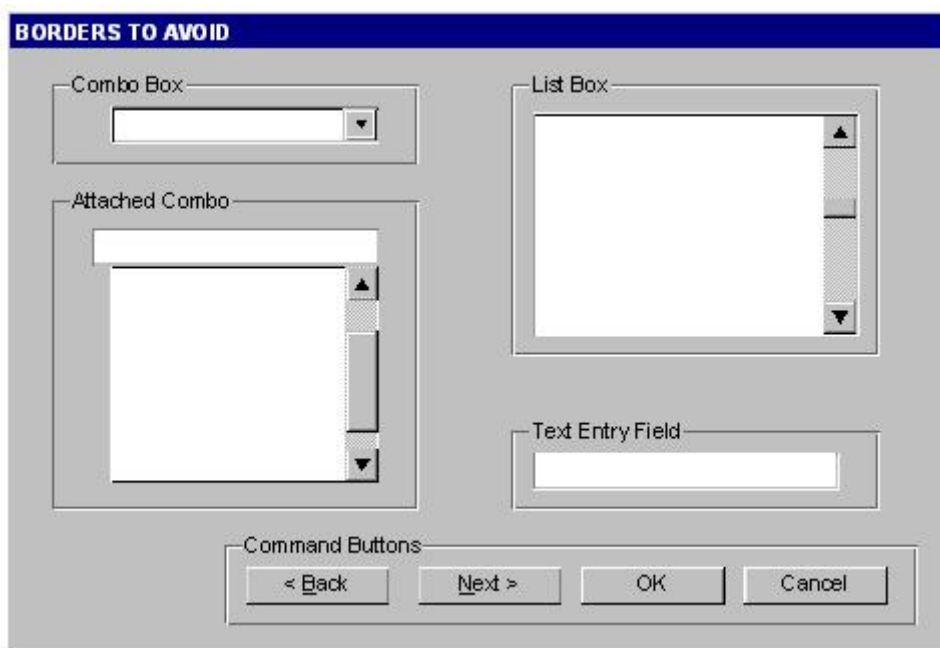 BORDERS TO AVOID
Combo Box
List Box
Attached Combo
Text Entry Field
Command Buttons
< Back Next > OK Cancel